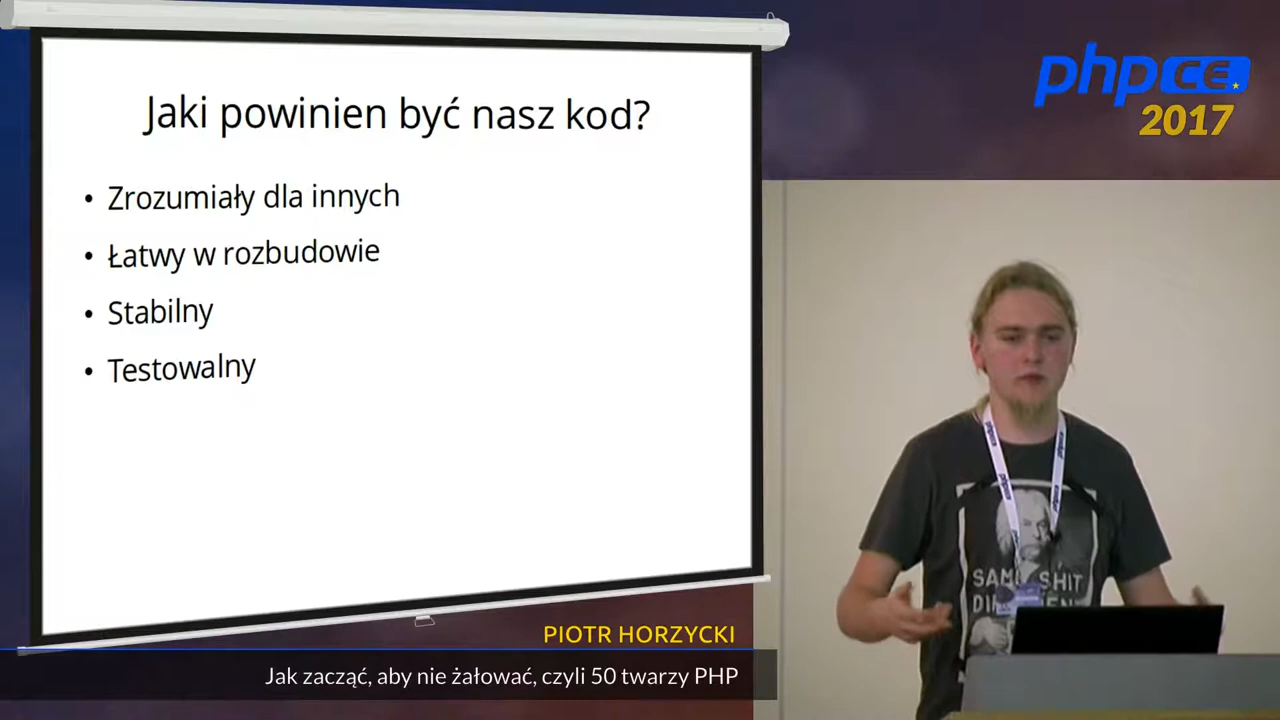 Jaki powinien być nasz kod?
• Zrozumiały dla innych
• Łatwy w rozbudowie
• Stabilny
• Testowalny
phpCE
2017
PIOTR HORZYCKI
Jak zacząć, aby nie żałować, czyli 50 twarzy PHP
SHIT